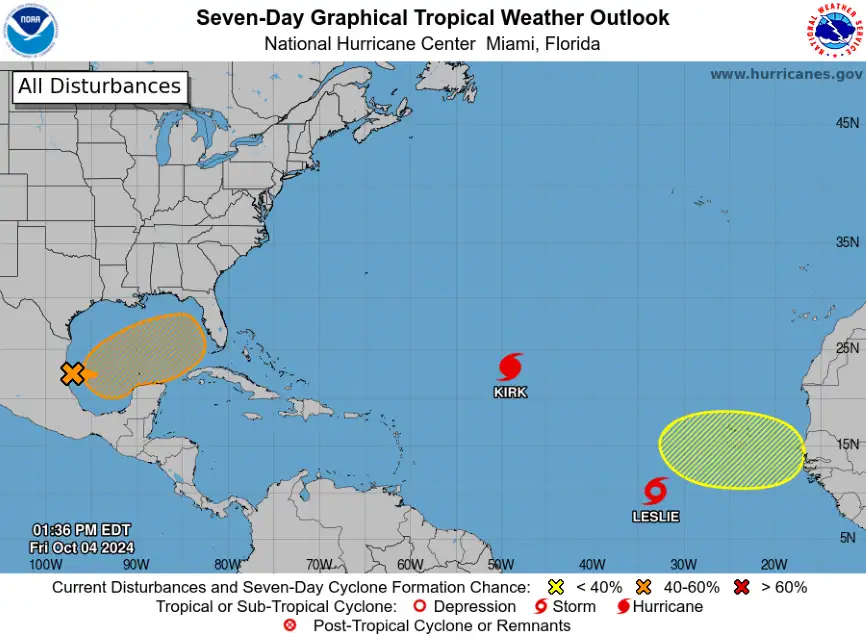 Seven-Day Graphical Tropical Weather Outlook
National Hurricane Center Miami, Florida
NOAA
NATIONAL WEATHER SERVICE
www.hurricanes.gov
All Disturbances
45N
35N
25N
KIRK
15N
LESLIE
01:36 PM EDT
Fri Oct 04 2024
5N
100W 90W 80W 70W 60W 50W 40W 30W 20W
Current Disturbances and Seven-Day Cyclone Formation Chance: < 40% 40-60% > 60%
Tropical or Sub-Tropical Cyclone: Depression Storm Hurricane
Post-Tropical Cyclone or Remnants